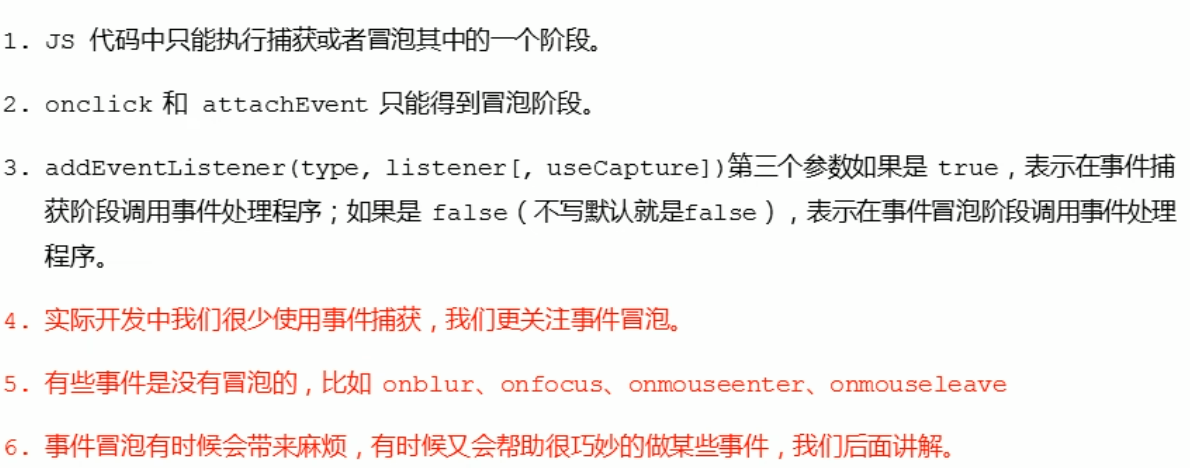 1. JS 代码中只能执行捕获或者冒泡其中的一个阶段。
2. onclick 和 attachEvent 只能得到冒泡阶段。
3. addEventListener(type, listener[, useCapture])第三个参数如果是 true，表示在事件捕
获阶段调用事件处理程序；如果是 false（不写默认就是false），表示在事件冒泡阶段调用事件处理
程序。
4. 实际开发中我们很少使用事件捕获，我们更关注事件冒泡。
5. 有些事件是没有冒泡的，比如 onblur、onfocus、onmouseenter、onmouseleave
6. 事件冒泡有时候会带来麻烦，有时候又会帮助很巧妙的做某些事件，我们后面讲解。